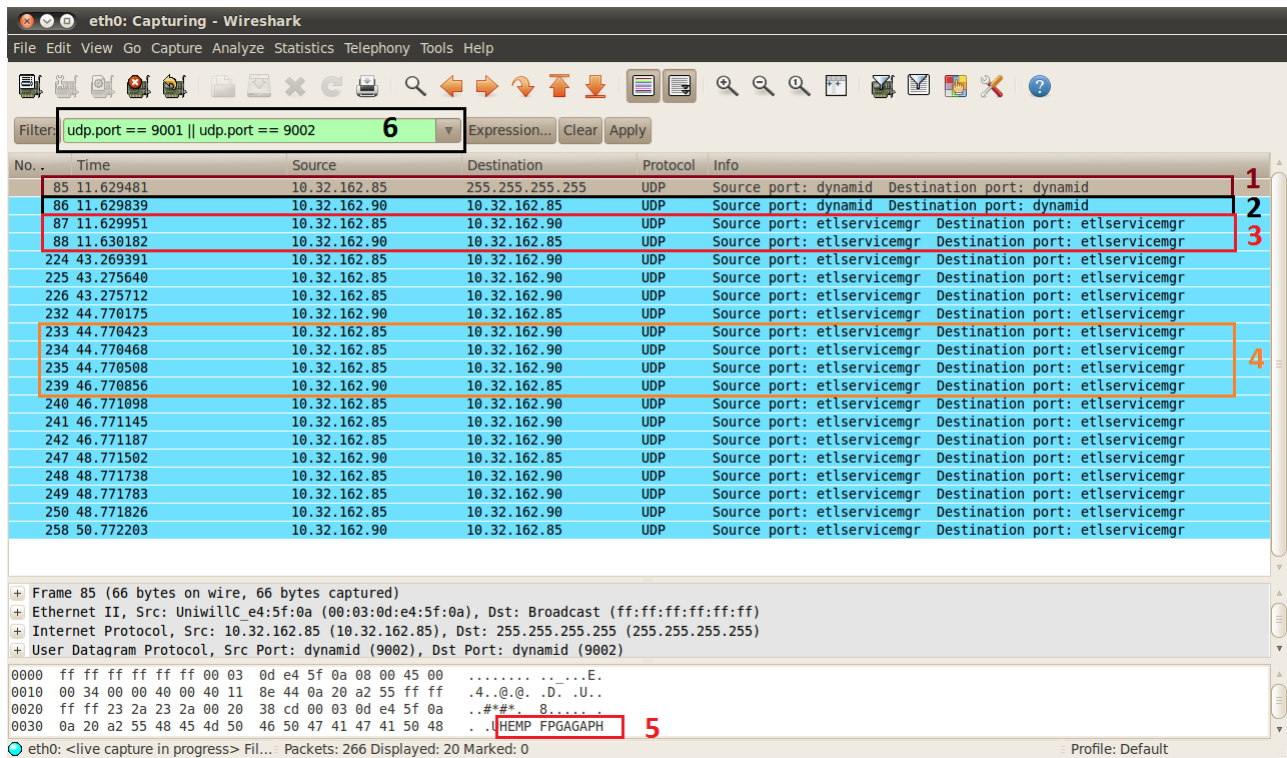 eth0: Capturing - Wireshark
File Edit View Go Capture Analyze Statistics Telephony Tools Help
Filter: udp.port == 9001 || udp.port == 9002 6 Expression... Clear Apply
No. . Time Source Destination Protocol Info
85 11.629481 10.32.162.85 255.255.255.255 UDP Source port: dynamid Destination port: dynamid 1
86 11.629839 10.32.162.90 10.32.162.85 UDP Source port: dynamid Destination port: dynamid 2
87 11.629951 10.32.162.85 10.32.162.90 UDP Source port: etlservicemgr Destination port: etlservicemgr
88 11.630182 10.32.162.90 10.32.162.85 UDP Source port: etlservicemgr Destination port: etlservicemgr 3
224 43.269391 10.32.162.90 10.32.162.85 UDP Source port: etlservicemgr Destination port: etlservicemgr
225 43.275640 10.32.162.85 10.32.162.90 UDP Source port: etlservicemgr Destination port: etlservicemgr
226 43.275712 10.32.162.85 10.32.162.90 UDP Source port: etlservicemgr Destination port: etlservicemgr
232 44.770175 10.32.162.90 10.32.162.85 UDP Source port: etlservicemgr Destination port: etlservicemgr
233 44.770423 10.32.162.85 10.32.162.90 UDP Source port: etlservicemgr Destination port: etlservicemgr
234 44.770468 10.32.162.85 10.32.162.90 UDP Source port: etlservicemgr Destination port: etlservicemgr
235 44.770508 10.32.162.85 10.32.162.90 UDP Source port: etlservicemgr Destination port: etlservicemgr 4
239 46.770856 10.32.162.90 10.32.162.85 UDP Source port: etlservicemgr Destination port: etlservicemgr
240 46.771098 10.32.162.85 10.32.162.90 UDP Source port: etlservicemgr Destination port: etlservicemgr
241 46.771145 10.32.162.85 10.32.162.90 UDP Source port: etlservicemgr Destination port: etlservicemgr
242 46.771187 10.32.162.85 10.32.162.90 UDP Source port: etlservicemgr Destination port: etlservicemgr
247 48.771502 10.32.162.90 10.32.162.85 UDP Source port: etlservicemgr Destination port: etlservicemgr
248 48.771738 10.32.162.85 10.32.162.90 UDP Source port: etlservicemgr Destination port: etlservicemgr
249 48.771783 10.32.162.85 10.32.162.90 UDP Source port: etlservicemgr Destination port: etlservicemgr
250 48.771826 10.32.162.85 10.32.162.90 UDP Source port: etlservicemgr Destination port: etlservicemgr
258 50.772203 10.32.162.90 10.32.162.85 UDP Source port: etlservicemgr Destination port: etlservicemgr
+ Frame 85 (66 bytes on wire, 66 bytes captured)
+ Ethernet II, Src: UniwillC_e4:5f:0a (00:03:0d:e4:5f:0a), Dst: Broadcast (ff:ff:ff:ff:ff:ff)
+ Internet Protocol, Src: 10.32.162.85 (10.32.162.85), Dst: 255.255.255.255 (255.255.255.255)
+ User Datagram Protocol, Src Port: dynamid (9002), Dst Port: dynamid (9002)
0000 ff ff ff ff ff ff 00 03 0d e4 5f 0a 08 00 45 00 ........ .._...E.
0010 00 34 00 00 40 00 40 11 8e 44 0a 20 a2 55 ff ff .4..@.@. .D. .U..
0020 ff ff 23 2a 23 2a 00 20 38 cd 00 03 0d e4 5f 0a ..#*#*. 8....._.
0030 0a 20 a2 55 48 45 4d 50 46 50 47 41 47 41 50 48 . .UHEMP FPGAGAPH 5
eth0: <live capture in progress> Fil... Packets: 266 Displayed: 20 Marked: 0 Profile: Default